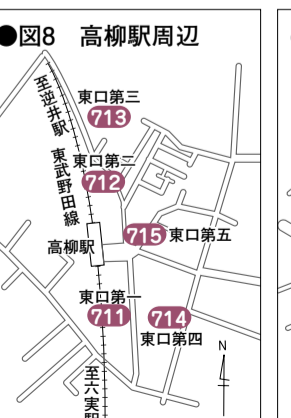 ●図8 高柳駅周辺
至逆井駅
東口第三
713
東武野田線
東口第二
712
高柳駅
715 東口第五
東口第一
711
714
東口第四
N
至六実駅